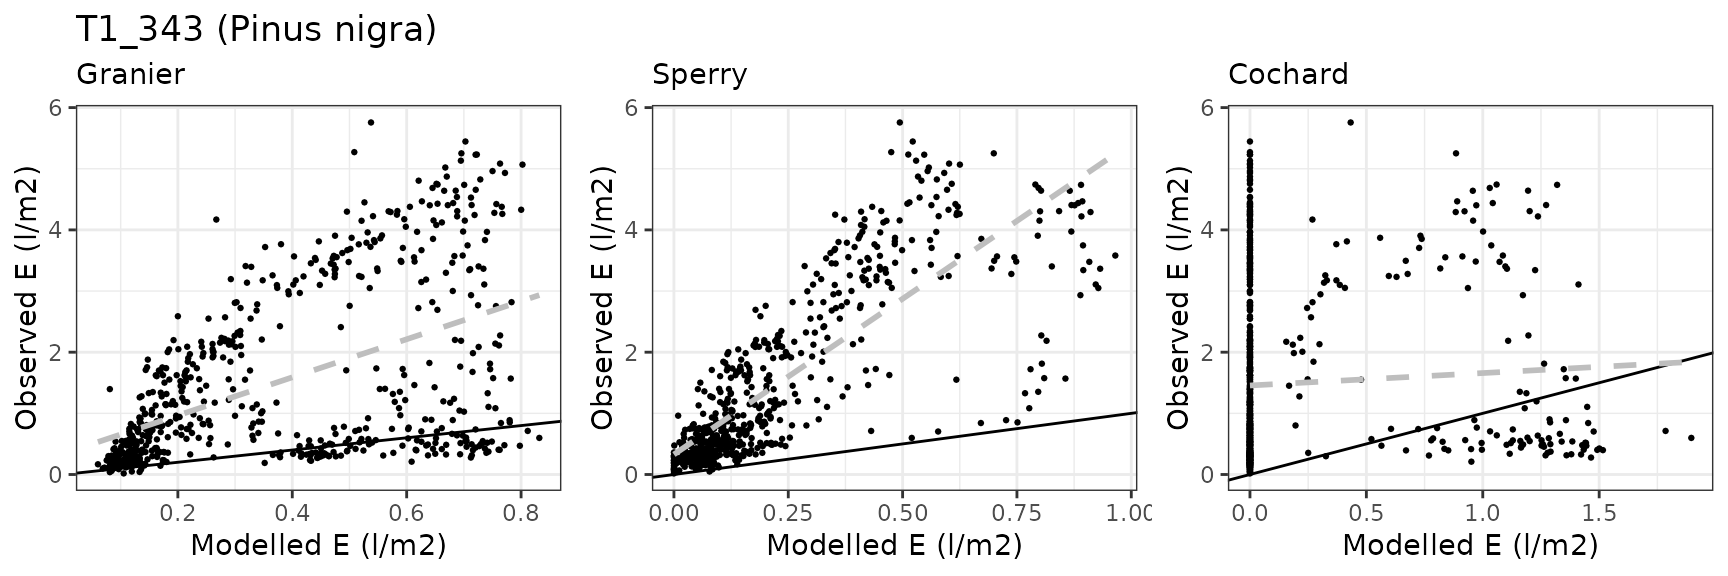 T1_343 (Pinus nigra)
Granier
Sperry
Cochard
Observed E (l/m2)
6
4
2
0
0.2 0.4 0.6 0.8
Modelled E (l/m2)
Observed E (l/m2)
6
4
2
0
0.00 0.25 0.50 0.75 1.00
Modelled E (l/m2)
Observed E (l/m2)
6
4
2
0
0.0 0.5 1.0 1.5
Modelled E (l/m2)